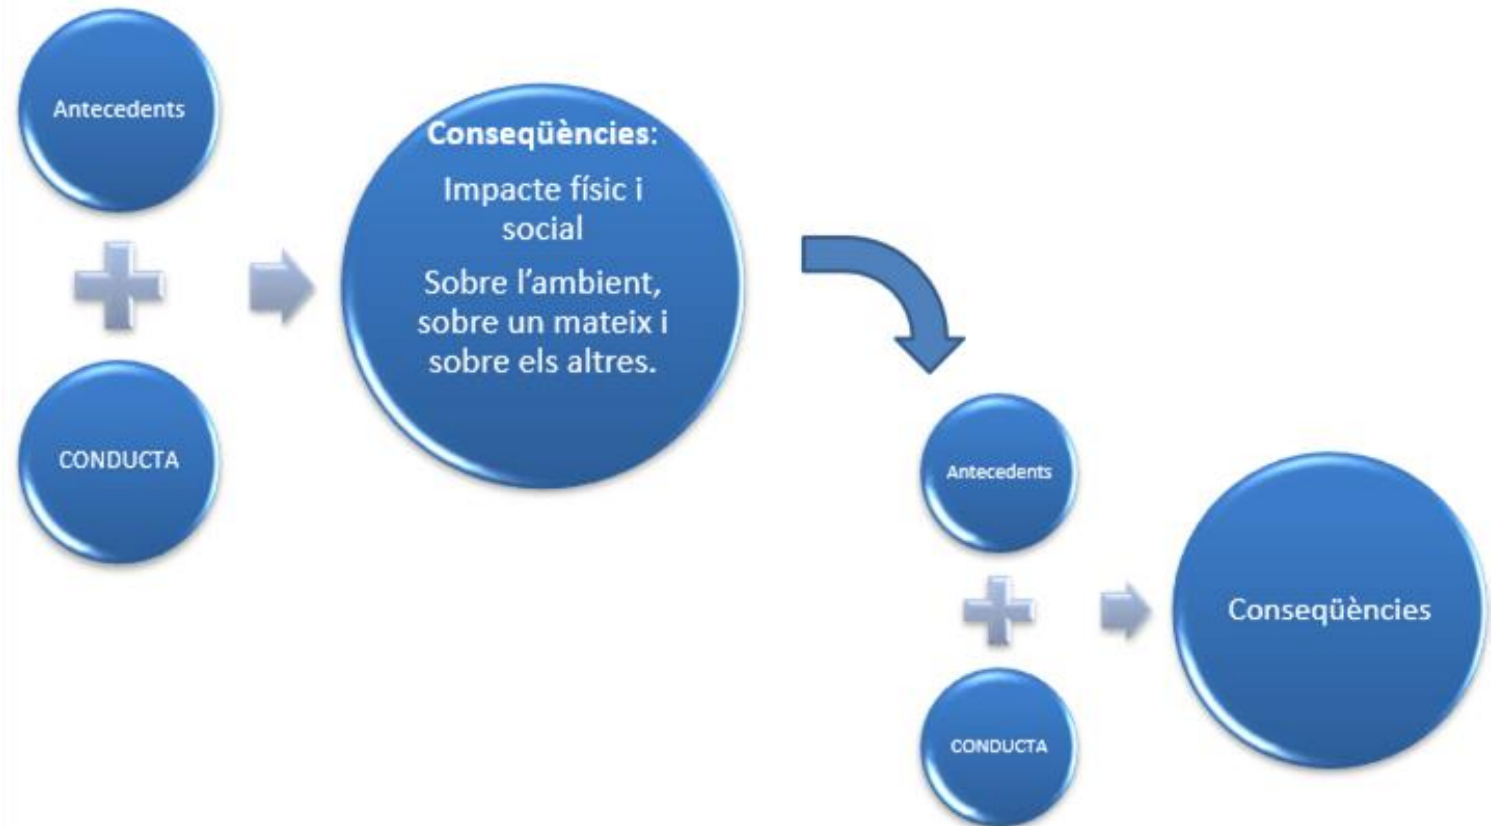 Antecedents
CONDUCTA
Conseqüències:
Impacte físic i
social
Sobre l’ambient,
sobre un mateix i
sobre els altres.
Antecedents
CONDUCTA
Conseqüències